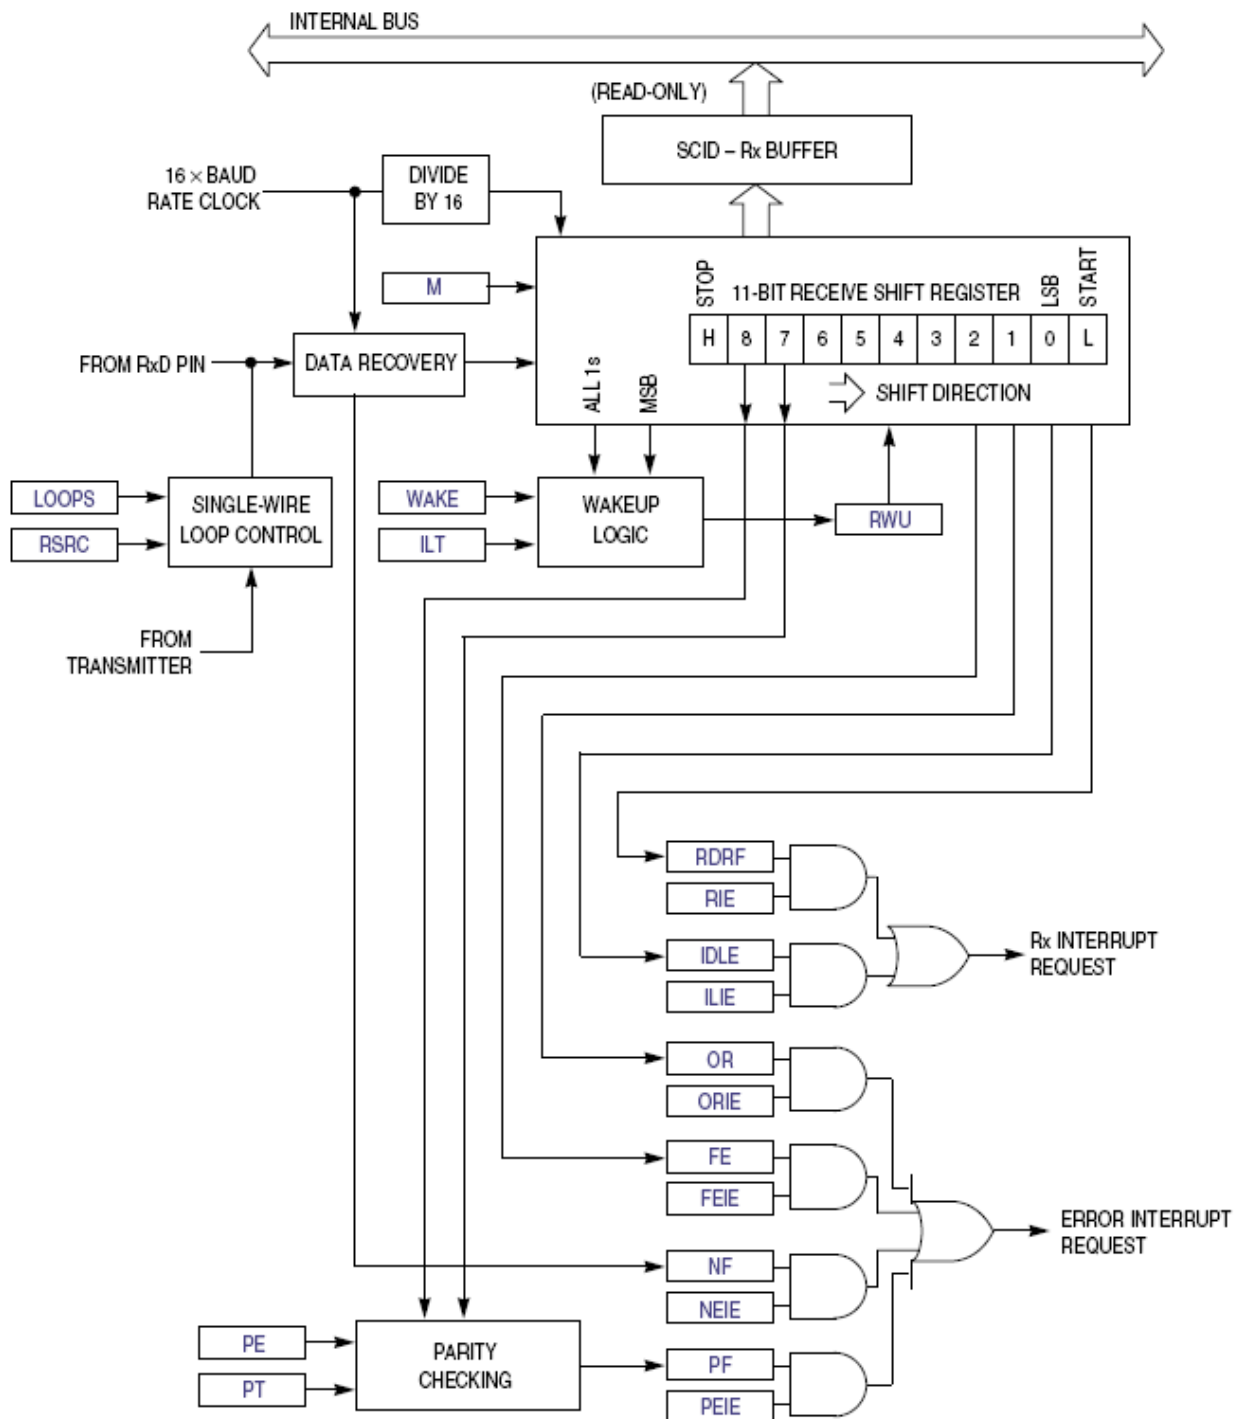 INTERNAL BUS
(READ-ONLY)
SCID – Rx BUFFER
16 × BAUD
RATE CLOCK
DIVIDE
BY 16
M
STOP
11-BIT RECEIVE SHIFT REGISTER
LSB
START
H 8 7 6 5 4 3 2 1 0 L
FROM RxD PIN
DATA RECOVERY
ALL 1s
MSB
SHIFT DIRECTION
LOOPS
RSRC
SINGLE-WIRE
LOOP CONTROL
WAKE
ILT
WAKEUP
LOGIC
RWU
FROM
TRANSMITTER
RDRF
RIE
IDLE
ILIE
Rx INTERRUPT
REQUEST
OR
ORIE
FE
FEIE
ERROR INTERRUPT
REQUEST
NF
NEIE
PE
PT
PARITY
CHECKING
PF
PEIE